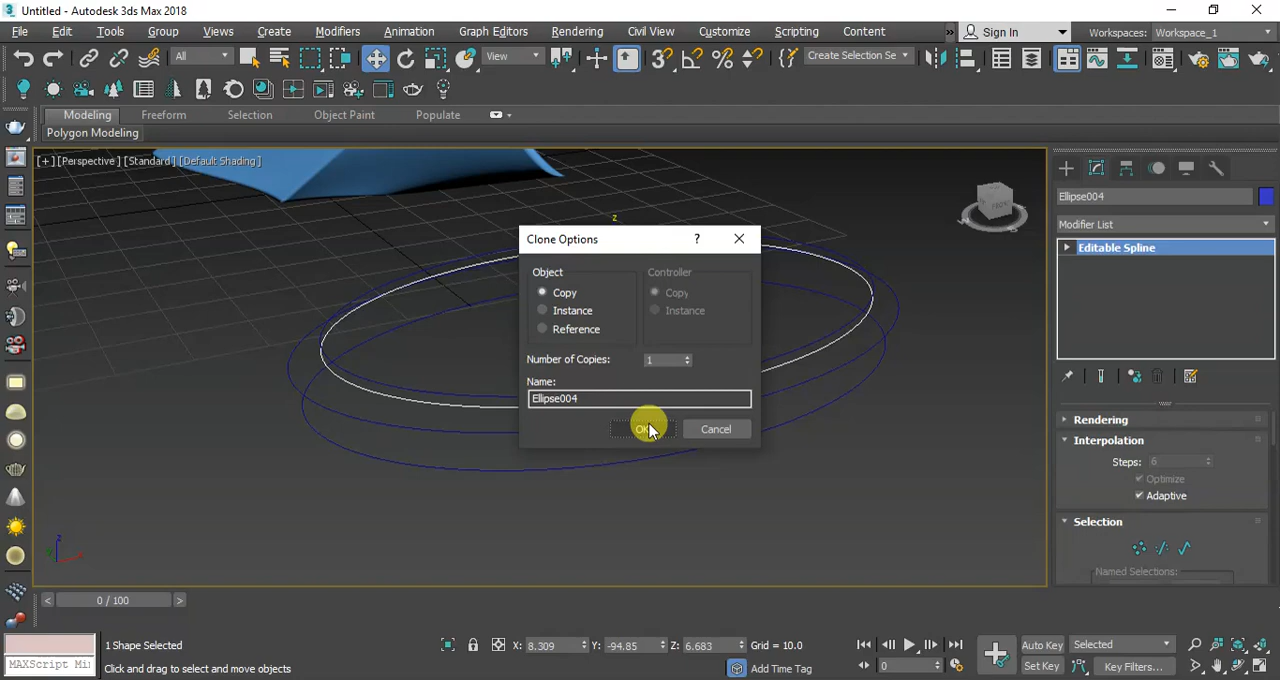 Untitled - Autodesk 3ds Max 2018
File Edit Tools Group Views Create Modifiers Animation Graph Editors Rendering Civil View Customize Scripting Content » Sign In Workspaces: Workspace_1
All View Create Selection Se
Modeling Freeform Selection Object Paint Populate
Polygon Modeling
[+] [Perspective] [Standard] [Default Shading]
z
Ellipse004
Modifier List
Editable Spline
Clone Options ?
Object
Copy
Instance
Reference
Controller
Copy
Instance
Number of Copies: 1
Name:
Ellipse004
OK Cancel
Rendering
Interpolation
Steps: 6
Optimize
Adaptive
Selection
Named Selections:
z
< 0 / 100 >
1 Shape Selected X: 8.309 Y: -94.85 Z: 6.683 Grid = 10.0 Auto Key Selected
MAXScript Mi Click and drag to select and move objects Add Time Tag 0 Set Key Key Filters...